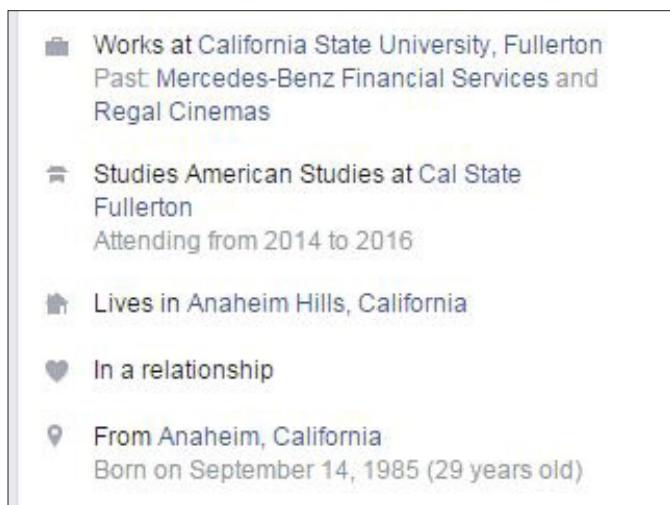 Works at California State University, Fullerton
Past: Mercedes-Benz Financial Services and
Regal Cinemas
Studies American Studies at Cal State
Fullerton
Attending from 2014 to 2016
Lives in Anaheim Hills, California
In a relationship
From Anaheim, California
Born on September 14, 1985 (29 years old)